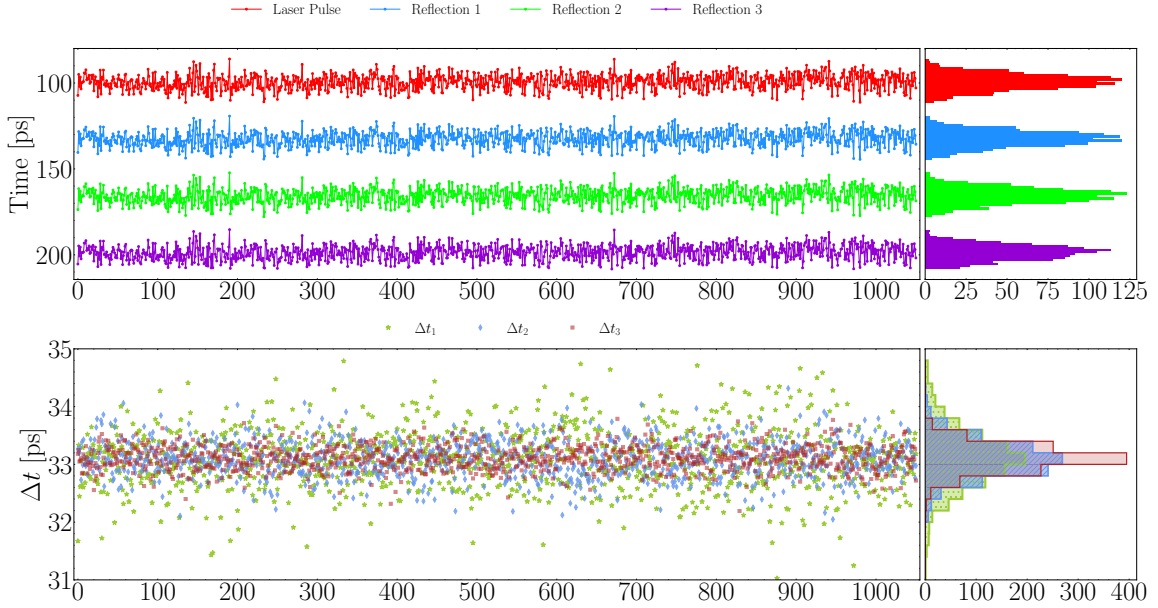 Laser Pulse Reflection 1 Reflection 2 Reflection 3
Time [ps]
100
150
200
0 100 200 300 400 500 600 700 800 900 1000
0 25 50 75 100 125
Δt₁ Δt₂ Δt₃
Δt [ps]
35
34
33
32
31
0 100 200 300 400 500 600 700 800 900 1000
0 100 200 300 400